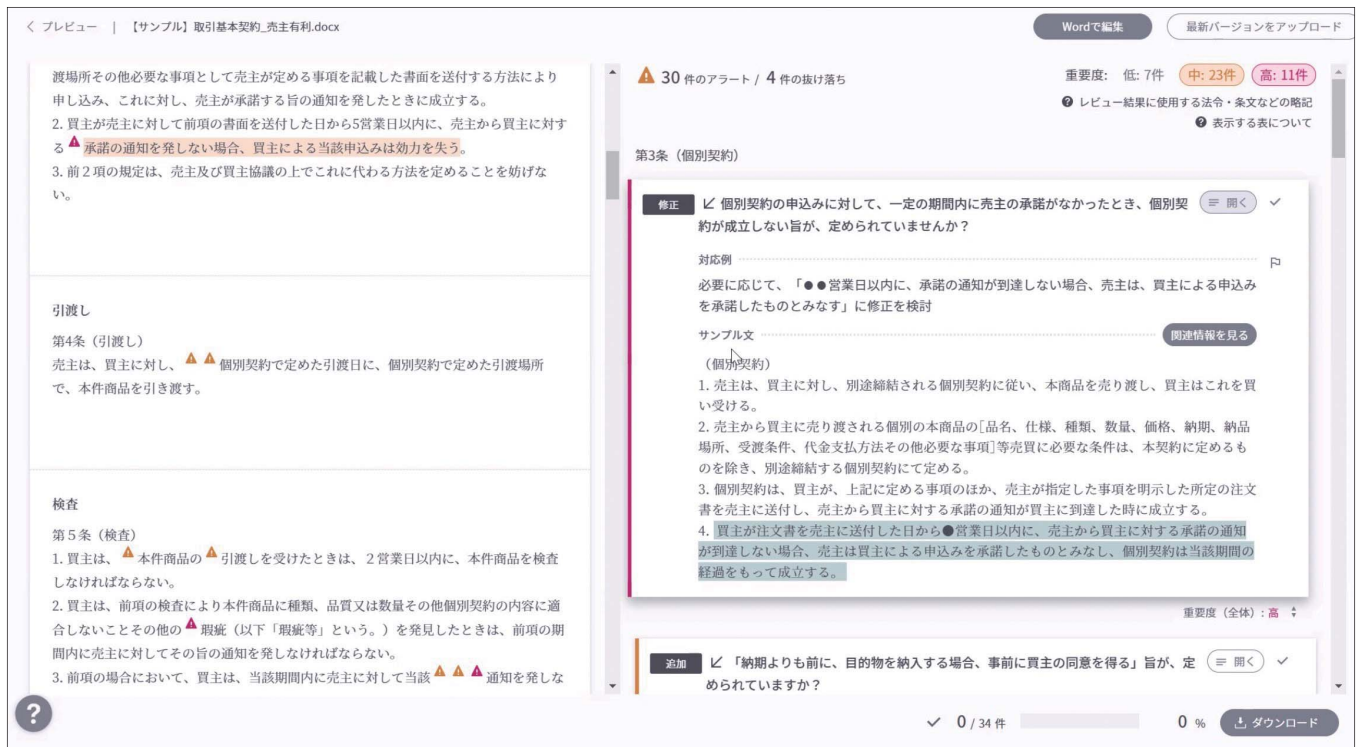 < プレビュー | 【サンプル】取引基本契約_売主有利.docx
Wordで編集
最新バージョンをアップロード
渡場所その他必要な事項として売主が定める事項を記載した書面を送付する方法により
申し込み、これに対し、売主が承諾する旨の通知を発したときに成立する。
2. 買主が売主に対して前項の書面を送付した日から5営業日以内に、売主から買主に対す
る 承諾の通知を発しない場合、買主による当該申込みは効力を失う。
3. 前2項の規定は、売主及び買主協議の上でこれに代わる方法を定めることを妨げな
い。
引渡し
第4条（引渡し）
売主は、買主に対し、 個別契約で定めた引渡日に、個別契約で定めた引渡場所
で、本件商品を引き渡す。
検査
第5条（検査）
1. 買主は、 本件商品の 引渡しを受けたときは、2営業日以内に、本件商品を検査
しなければならない。
2. 買主は、前項の検査により本件商品に種類、品質又は数量その他個別契約の内容に適
合しないことその他の 瑕疵（以下「瑕疵等」という。）を発見したときは、前項の期
間内に売主に対してその旨の通知を発しなければならない。
3. 前項の場合において、買主は、当該期間内に売主に対して当該 通知を発しな
30 件のアラート / 4 件の抜け落ち
重要度: 低: 7件 中: 23件 高: 11件
レビュー結果に使用する法令・条文などの略記
表示する表について
第3条（個別契約）
修正 個別契約の申込みに対して、一定の期間内に売主の承諾がなかったとき、個別契 開く
約が成立しない旨が、定められていませんか？
対応例
必要に応じて、「●●営業日以内に、承諾の通知が到達しない場合、売主は、買主による申込み
を承諾したものとみなす」に修正を検討
サンプル文 関連情報を見る
（個別契約）
1. 売主は、買主に対し、別途締結される個別契約に従い、本商品を売り渡し、買主はこれを買
い受ける。
2. 売主から買主に売り渡される個別の本商品の[品名、仕様、種類、数量、価格、納期、納品
場所、受渡条件、代金支払方法その他必要な事項]等売買に必要な条件は、本契約に定めるも
のを除き、別途締結する個別契約にて定める。
3. 個別契約は、買主が、上記に定める事項のほか、売主が指定した事項を明示した所定の注文
書を売主に送付し、売主から買主に対する承諾の通知が買主に到達した時に成立する。
4. 買主が注文書を売主に送付した日から●営業日以内に、売主から買主に対する承諾の通知
が到達しない場合、売主は買主による申込みを承諾したものとみなし、個別契約は当該期間の
経過をもって成立する。
重要度（全体）: 高
追加 「納期よりも前に、目的物を納入する場合、事前に買主の同意を得る」旨が、定 開く
められていますか？
?
0 / 34 件 0 % ダウンロード